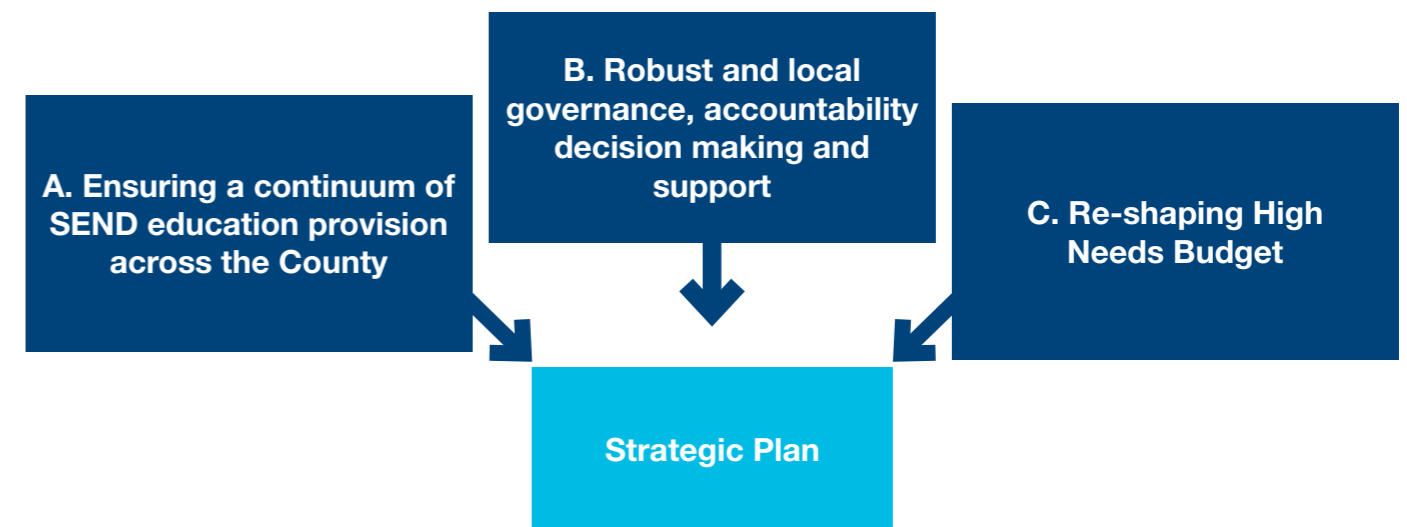 A. Ensuring a continuum of
SEND education provision
across the County
B. Robust and local
governance, accountability
decision making and
support
C. Re-shaping High
Needs Budget
Strategic Plan